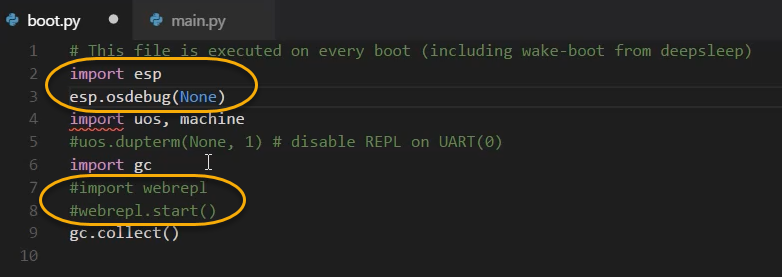 boot.py main.py
1 # This file is executed on every boot (including wake-boot from deepsleep)
2 import esp
3 esp.osdebug(None)
4 import uos, machine
5 #uos.dupterm(None, 1) # disable REPL on UART(0)
6 import gc
7 #import webrepl
8 #webrepl.start()
9 gc.collect()
10